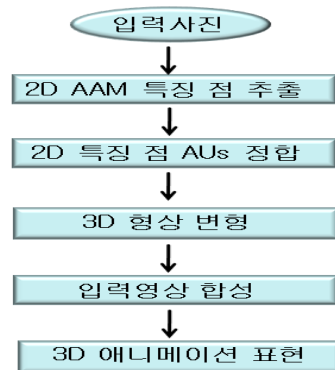 입력사진
2D AAM 특징 점 추출
2D 특징 점 AUs 정합
3D 형상 변형
입력영상 합성
3D 애니메이션 표현